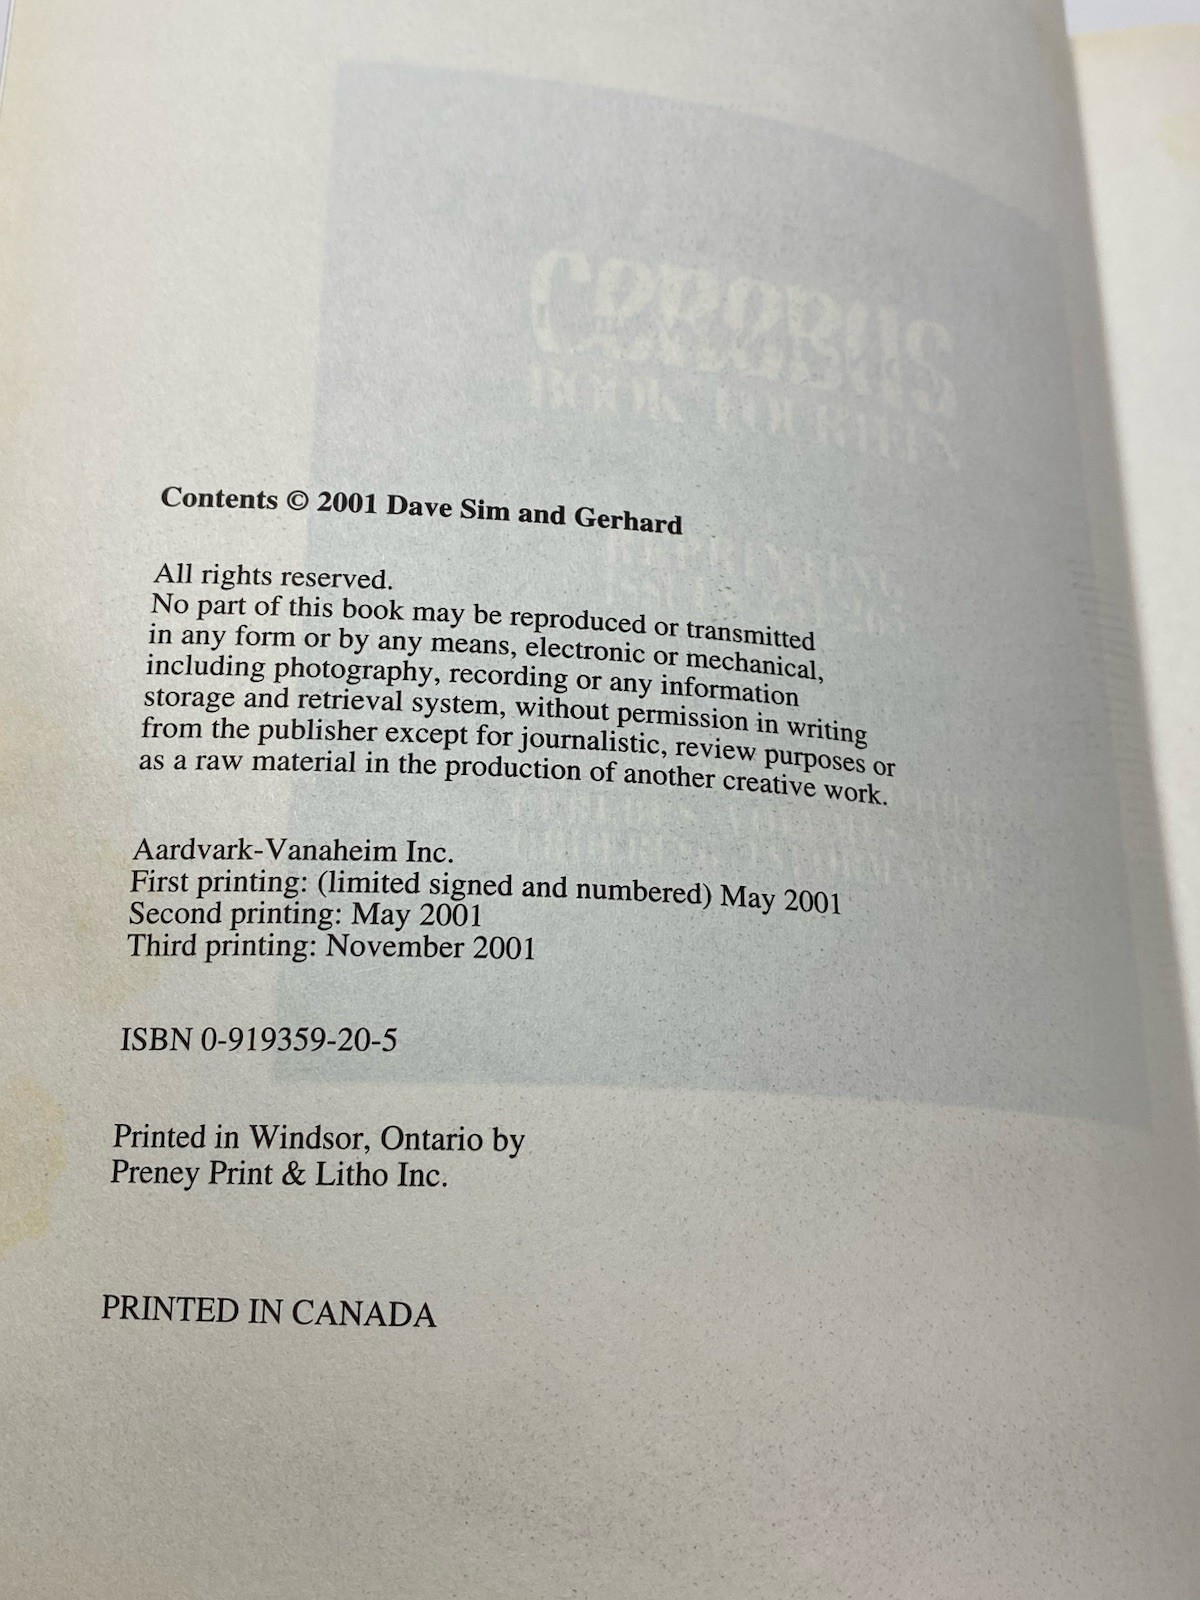 Contents © 2001 Dave Sim and Gerhard
All rights reserved.
No part of this book may be reproduced or transmitted
in any form or by any means, electronic or mechanical,
including photography, recording or any information
storage and retrieval system, without permission in writing
from the publisher except for journalistic, review purposes or
as a raw material in the production of another creative work.
Aardvark-Vanaheim Inc.
First printing: (limited signed and numbered) May 2001
Second printing: May 2001
Third printing: November 2001
ISBN 0-919359-20-5
Printed in Windsor, Ontario by
Preney Print & Litho Inc.
PRINTED IN CANADA